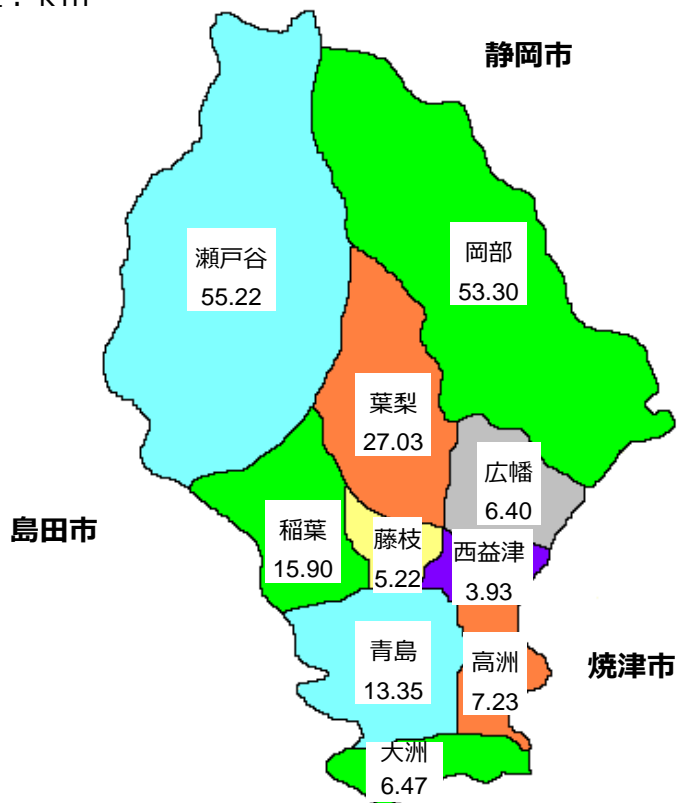 静岡市
瀬戸谷
55.22
岡部
53.30
葉梨
27.03
広幡
6.40
島田市
稲葉
15.90
藤枝
5.22
西益津
3.93
青島
13.35
高洲
7.23
焼津市
大洲
6.47